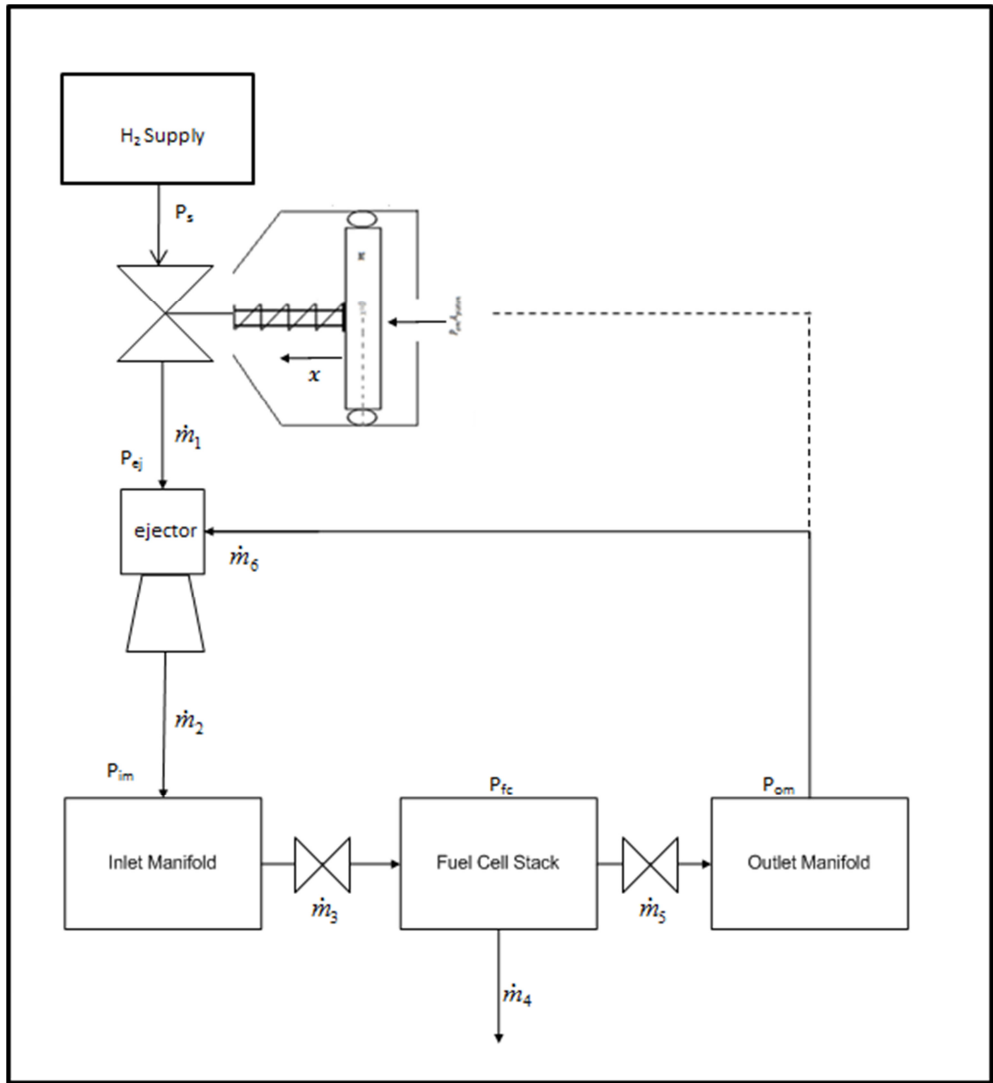 H₂ Supply
Pₛ
x
ṁ₁
Pₑⱼ
ejector
ṁ₆
ṁ₂
Pᵢₘ
P_fc
Pₒₘ
Inlet Manifold
Fuel Cell Stack
Outlet Manifold
ṁ₃
ṁ₅
ṁ₄